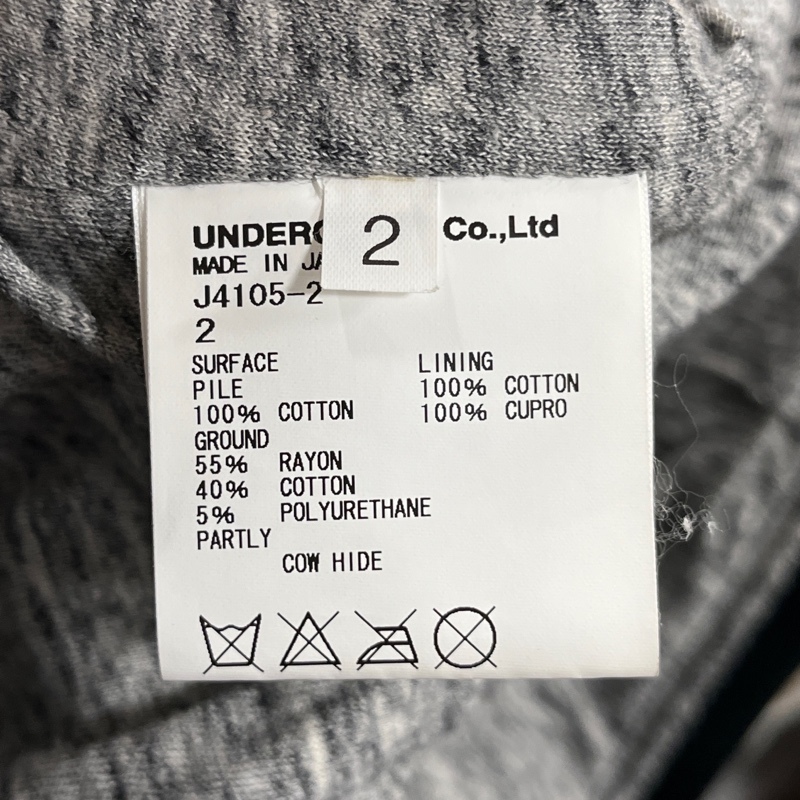 UNDERC Co.,Ltd
2
MADE IN JA
J4105-2
2
SURFACE
PILE
100% COTTON
GROUND
55% RAYON
40% COTTON
5% POLYURETHANE
PARTLY
COW HIDE
LINING
100% COTTON
100% CUPRO